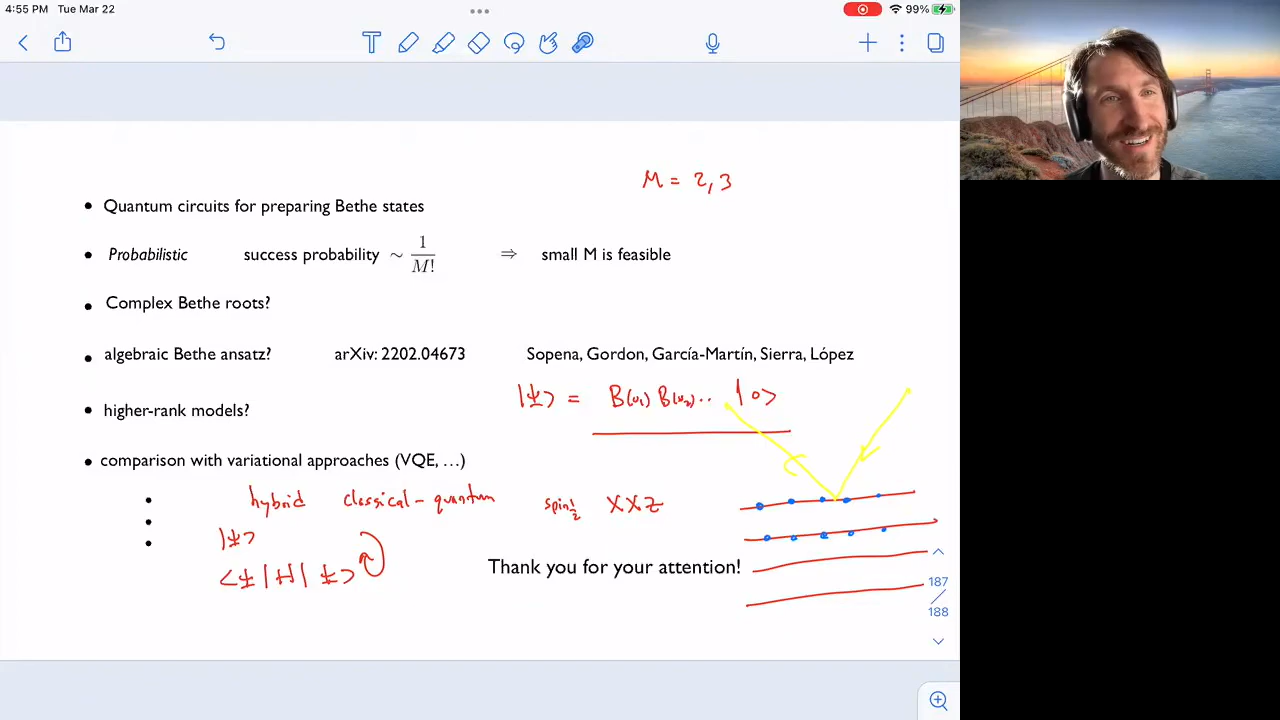 4:55 PM Tue Mar 22
99%
M = 2, 3
• Quantum circuits for preparing Bethe states
• Probabilistic success probability ∼ 1/M! ⇒ small M is feasible
• Complex Bethe roots?
• algebraic Bethe ansatz? arXiv: 2202.04673 Sopena, Gordon, García-Martín, Sierra, López
|Ψ> = B(u₁) B(u₂) .. |0>
• higher-rank models?
• comparison with variational approaches (VQE, …)
• hybrid classical - quantum spin ½ XXZ
•
• |Ψ>
<Ψ|H|Ψ>
Thank you for your attention!
187
188